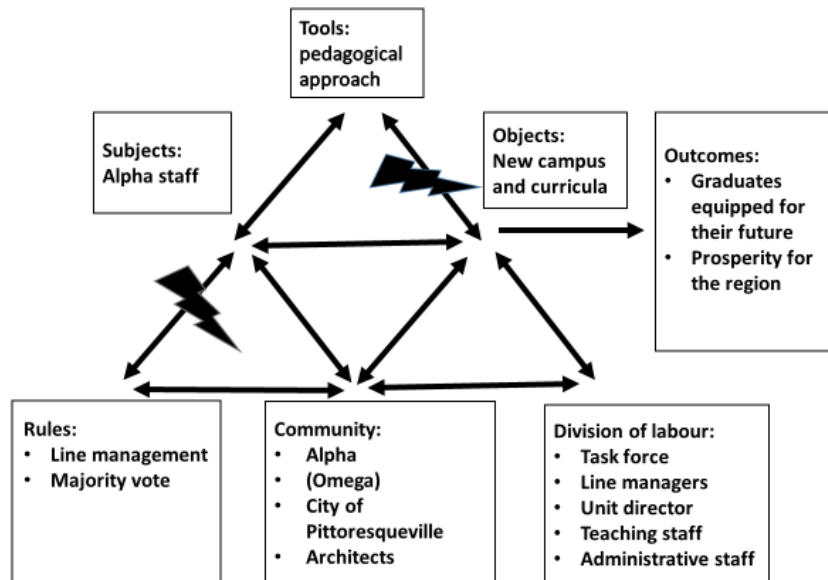 Tools:
pedagogical
approach
Subjects:
Alpha staff
Objects:
New campus
and curricula
Outcomes:
• Graduates
equipped for
their future
• Prosperity for
the region
Rules:
• Line management
• Majority vote
Community:
• Alpha
• (Omega)
• City of
Pittoresqueville
• Architects
Division of labour:
• Task force
• Line managers
• Unit director
• Teaching staff
• Administrative staff